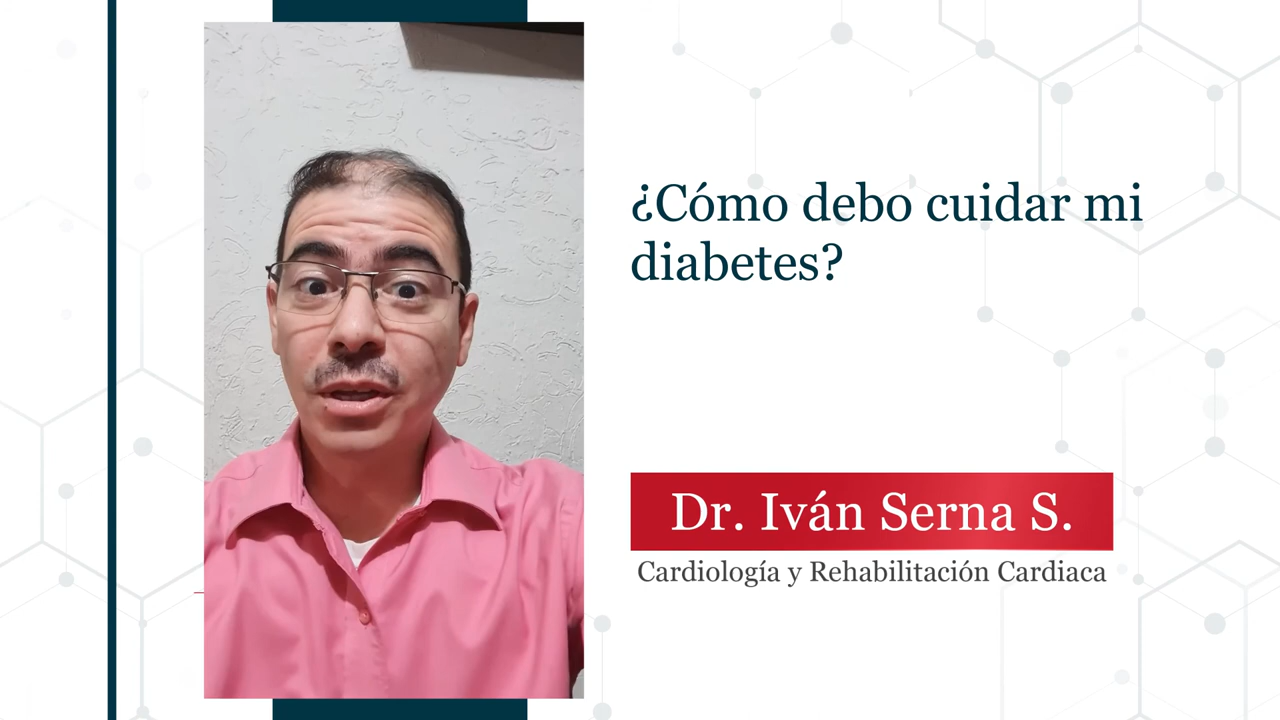 ¿Cómo debo cuidar mi
diabetes?
Dr. Iván Serna S.
Cardiología y Rehabilitación Cardiaca